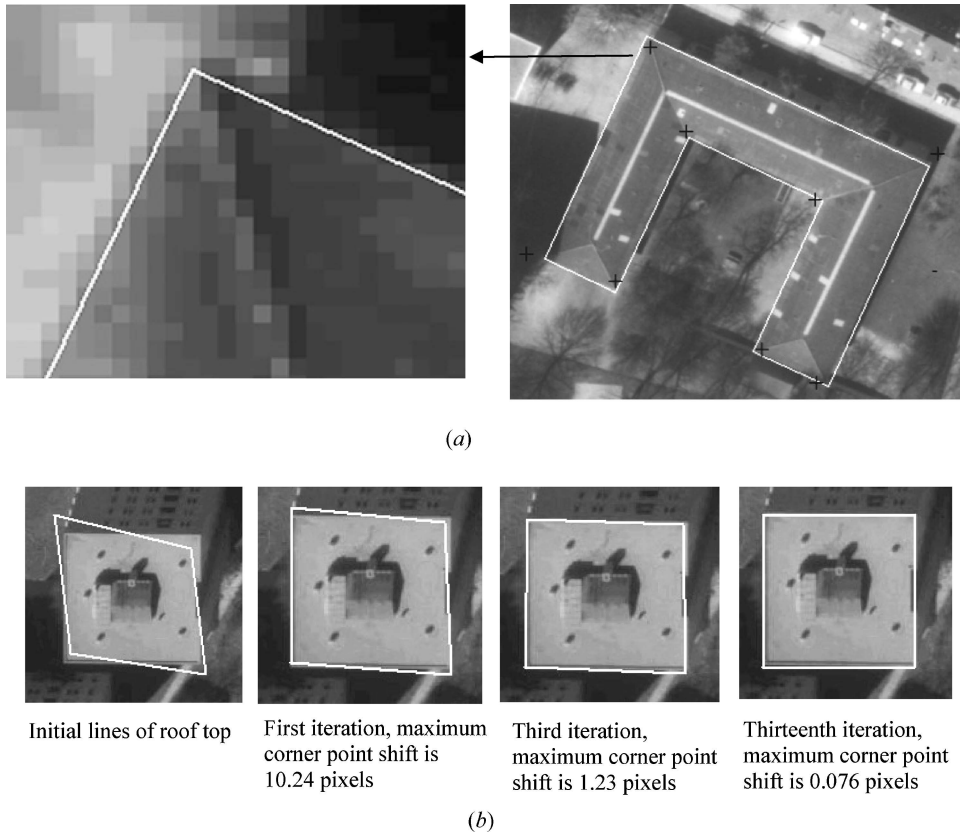 (a)
Initial lines of roof top
First iteration, maximum
corner point shift is
10.24 pixels
Third iteration,
maximum corner point
shift is 1.23 pixels
Thirteenth iteration,
maximum corner point
shift is 0.076 pixels
(b)